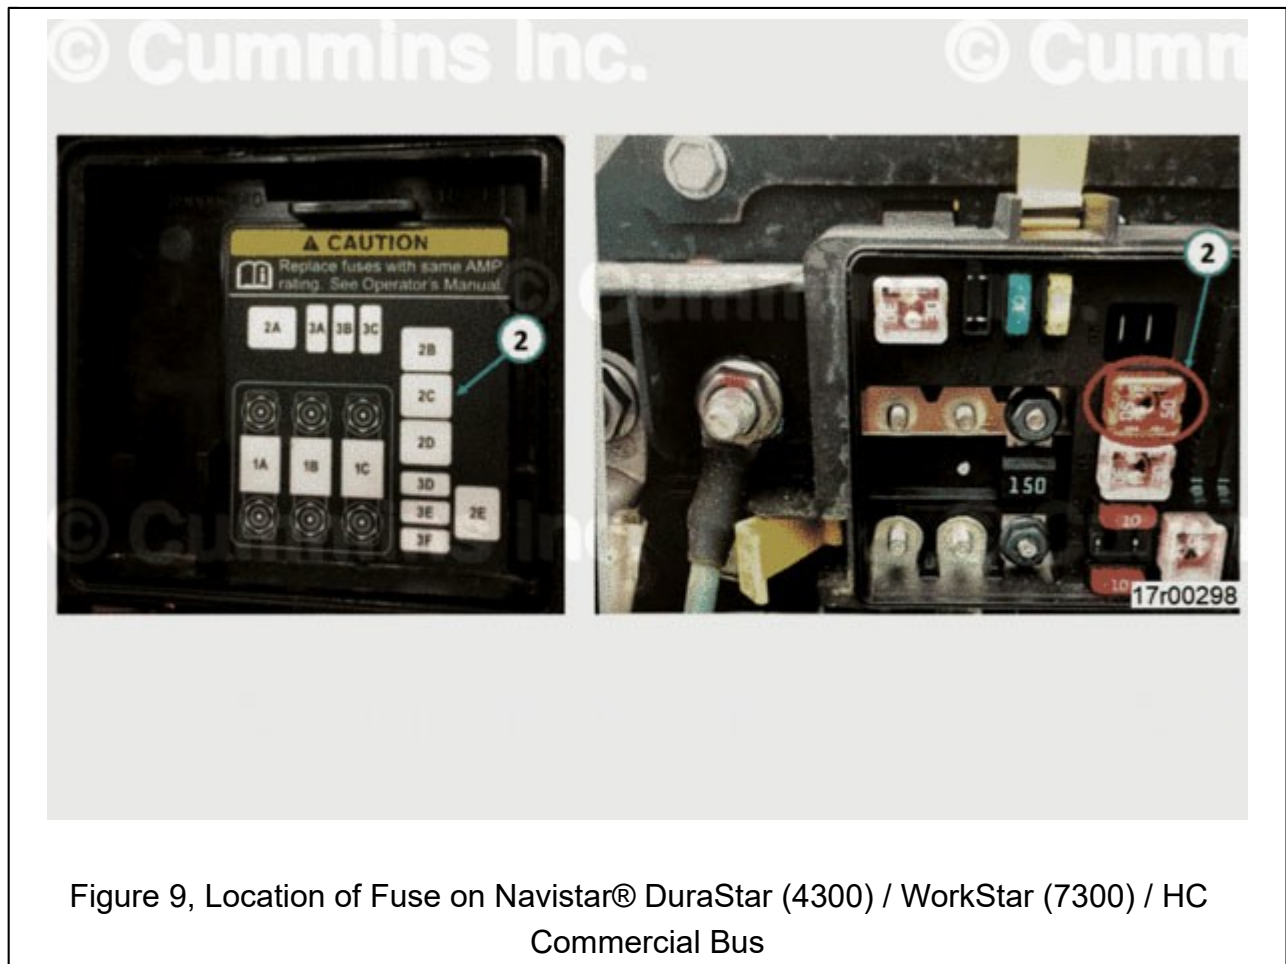 © Cummins Inc.
© Cumm
CAUTION
Replace fuses with same AMP
rating. See Operator's Manual.
2A 3A 3B 3C
2B
2C
2D
1A 1B 1C
3D
3E
2E
3F
2
2
150
10
10
17r00298
Figure 9, Location of Fuse on Navistar® DuraStar (4300) / WorkStar (7300) / HC
Commercial Bus